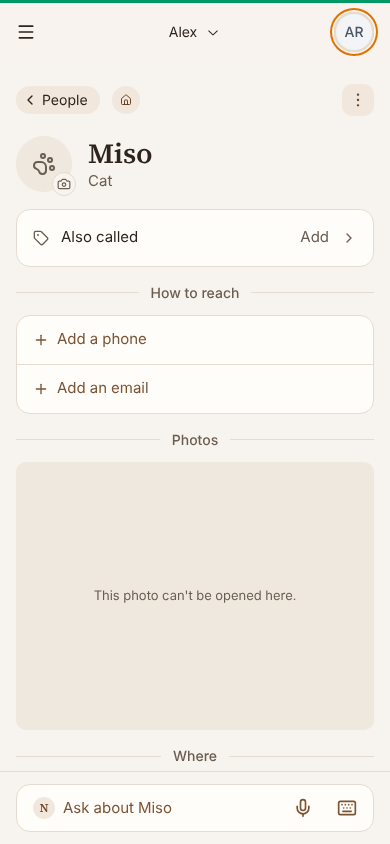 Alex
AR
People
Miso
Cat
Also called
Add
How to reach
Add a phone
Add an email
Photos
This photo can't be opened here.
Where
N
Ask about Miso